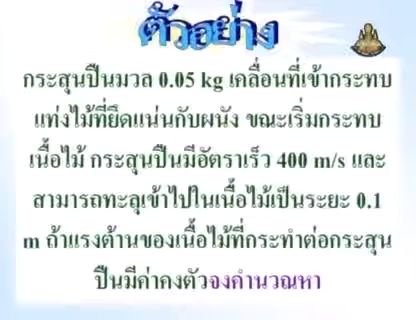 ตัวอย่าง
กระสุนปืนมวล 0.05 kg เคลื่อนที่เข้ากระทบ
แท่งไม้ที่ยึดแน่นกับผนัง ขณะเริ่มกระทบ
เนื้อไม้ กระสุนปืนมีอัตราเร็ว 400 m/s และ
สามารถทะลุเข้าไปในเนื้อไม้เป็นระยะ 0.1
m ถ้าแรงต้านของเนื้อไม้ที่กระทำต่อกระสุน
ปืนมีค่าคงตัวจงคำนวณหา